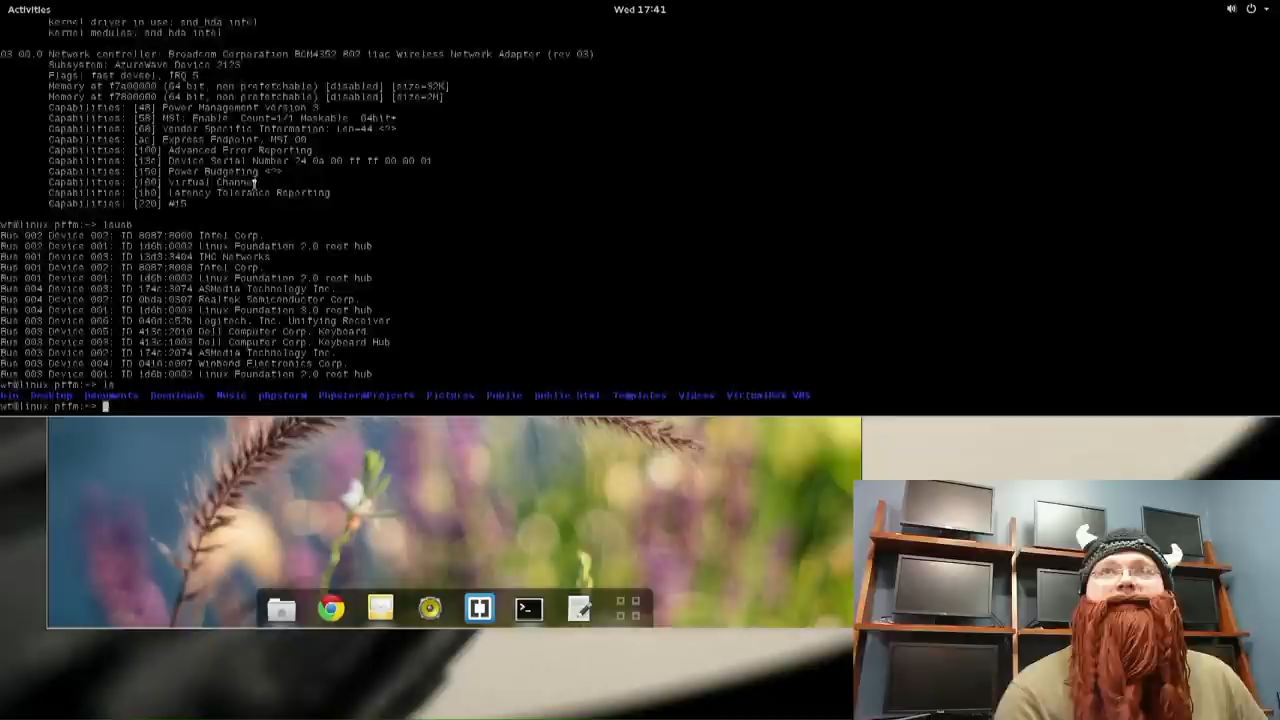 Activities
Wed 17:41
Kernel driver in use: snd_hda_intel
Kernel modules: snd_hda_intel
03:00.0 Network controller: Broadcom Corporation BCM4352 802.11ac Wireless Network Adapter (rev 03)
Subsystem: AzureWave Device 2123
Flags: fast devsel, IRQ 5
Memory at f7a00000 (64-bit, non-prefetchable) [disabled] [size=32K]
Memory at f7800000 (64-bit, non-prefetchable) [disabled] [size=2M]
Capabilities: [48] Power Management version 3
Capabilities: [58] MSI: Enable- Count=1/1 Maskable- 64bit+
Capabilities: [68] Vendor Specific Information: Len=44 <?>
Capabilities: [ac] Express Endpoint, MSI 00
Capabilities: [100] Advanced Error Reporting
Capabilities: [13c] Device Serial Number 24-0a-00-ff-ff-00-00-01
Capabilities: [150] Power Budgeting <?>
Capabilities: [160] Virtual Channel
Capabilities: [1b0] Latency Tolerance Reporting
Capabilities: [220] #15
lsusb
Bus 002 Device 002: ID 8087:8000 Intel Corp.
Bus 002 Device 001: ID 1d6b:0002 Linux Foundation 2.0 root hub
Bus 001 Device 003: ID 13d3:3404 IMC Networks
Bus 001 Device 002: ID 8087:8008 Intel Corp.
Bus 001 Device 001: ID 1d6b:0002 Linux Foundation 2.0 root hub
Bus 004 Device 003: ID 174c:3074 ASMedia Technology Inc.
Bus 004 Device 002: ID 0bda:0307 Realtek Semiconductor Corp.
Bus 004 Device 001: ID 1d6b:0003 Linux Foundation 3.0 root hub
Bus 003 Device 006: ID 046d:c52b Logitech, Inc. Unifying Receiver
Bus 003 Device 005: ID 413c:2010 Dell Computer Corp. Keyboard
Bus 003 Device 003: ID 413c:1003 Dell Computer Corp. Keyboard Hub
Bus 003 Device 002: ID 174c:2074 ASMedia Technology Inc.
Bus 003 Device 004: ID 0416:0007 Winbond Electronics Corp.
Bus 003 Device 001: ID 1d6b:0002 Linux Foundation 2.0 root hub
ls
bin Desktop Documents Downloads Music phpstorm PhpstormProjects Pictures Public public_html Templates Videos VirtualBox VMs